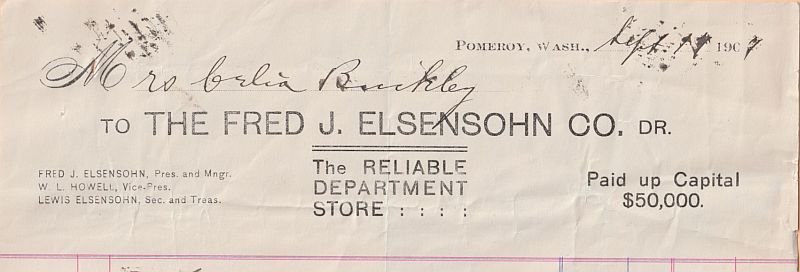 POMEROY, WASH., Sept. 19 1907
Mrs Celia Buckley
TO THE FRED J. ELSENSOHN CO. DR.
FRED J. ELSENSOHN, Pres. and Mngr.
W. L. HOWELL, Vice-Pres.
LEWIS ELSENSOHN, Sec. and Treas.
The RELIABLE
DEPARTMENT
STORE : : : :
Paid up Capital
$50,000.